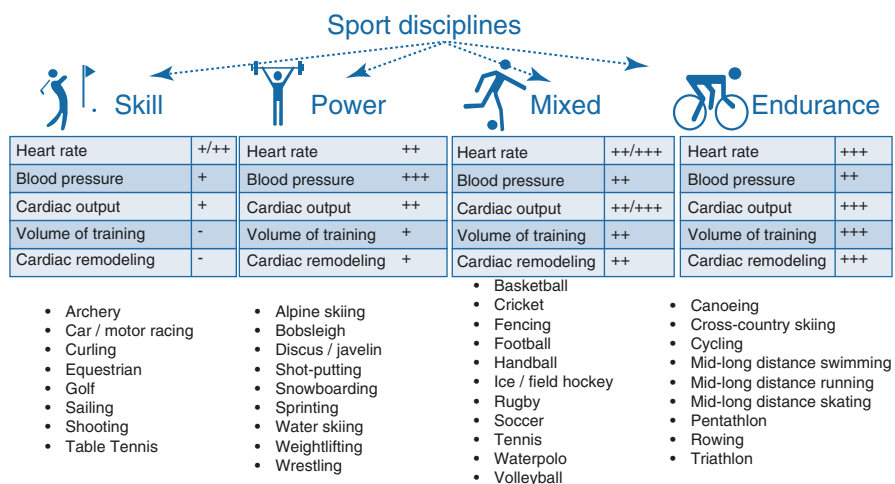 Sport disciplines
Skill
Heart rate +/++
Blood pressure +
Cardiac output +
Volume of training -
Cardiac remodeling -
• Archery
• Car / motor racing
• Curling
• Equestrian
• Golf
• Sailing
• Shooting
• Table Tennis
Power
Heart rate ++
Blood pressure +++
Cardiac output ++
Volume of training +
Cardiac remodeling +
• Alpine skiing
• Bobsleigh
• Discus / javelin
• Shot-putting
• Snowboarding
• Sprinting
• Water skiing
• Weightlifting
• Wrestling
Mixed
Heart rate ++/+++
Blood pressure ++
Cardiac output ++/+++
Volume of training ++
Cardiac remodeling ++
• Basketball
• Cricket
• Fencing
• Football
• Handball
• Ice / field hockey
• Rugby
• Soccer
• Tennis
• Waterpolo
• Volleyball
Endurance
Heart rate +++
Blood pressure ++
Cardiac output +++
Volume of training +++
Cardiac remodeling +++
• Canoeing
• Cross-country skiing
• Cycling
• Mid-long distance swimming
• Mid-long distance running
• Mid-long distance skating
• Pentathlon
• Rowing
• Triathlon